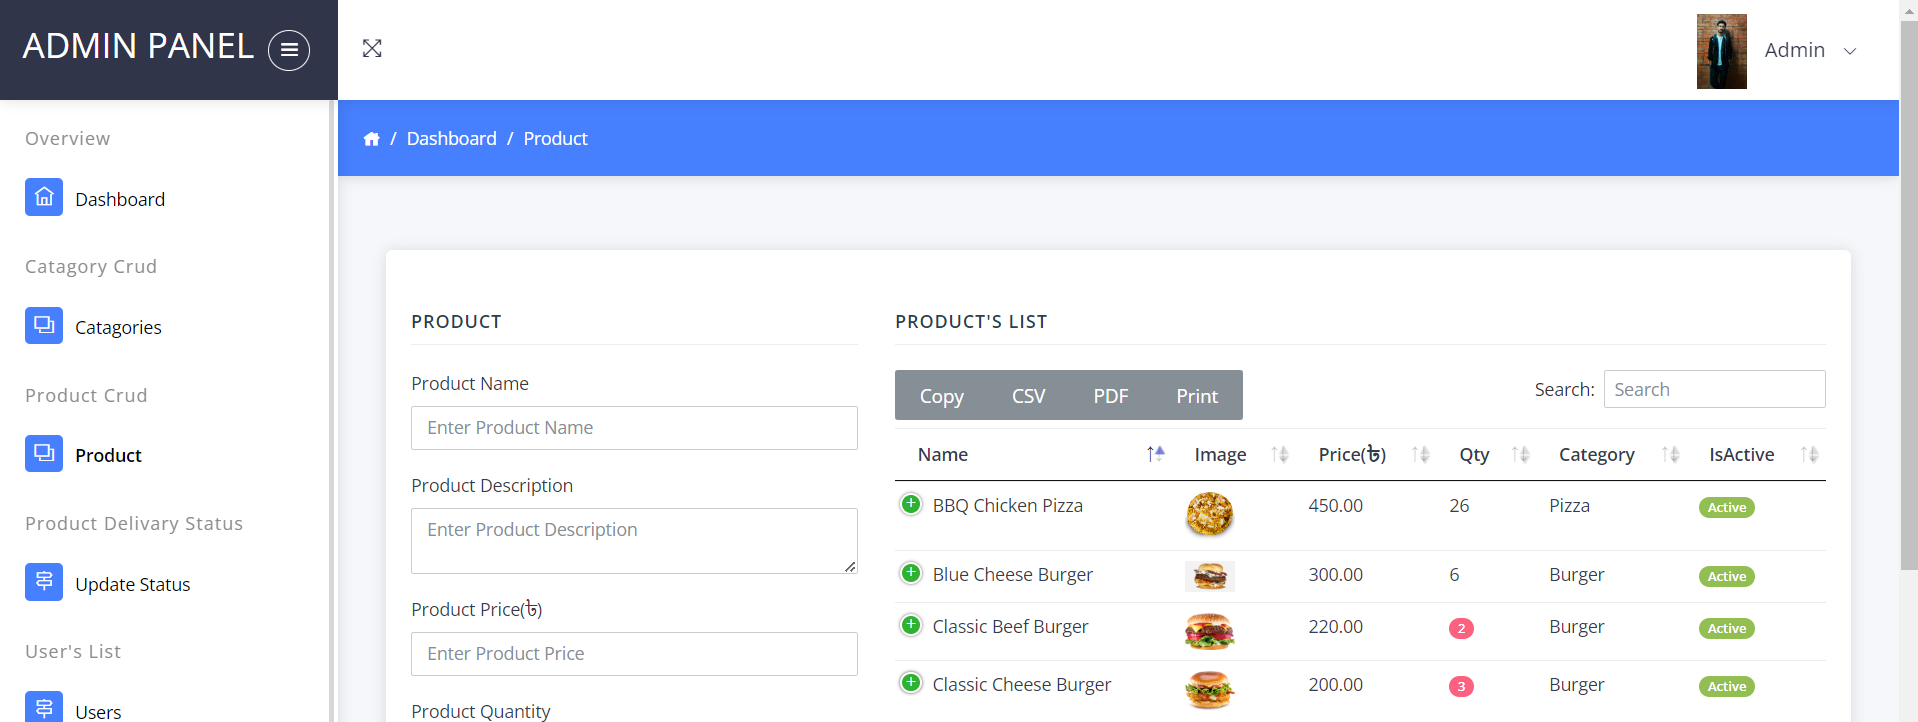 ADMIN PANEL
Admin
/ Dashboard / Product
Overview
Dashboard
Catagory Crud
Catagories
Product Crud
Product
Product Delivary Status
Update Status
User's List
Users
PRODUCT
Product Name
Enter Product Name
Product Description
Enter Product Description
Product Price(৳)
Enter Product Price
Product Quantity
PRODUCT'S LIST
Copy CSV PDF Print
Search: Search
Name Image Price(৳) Qty Category IsActive
BBQ Chicken Pizza 450.00 26 Pizza Active
Blue Cheese Burger 300.00 6 Burger Active
Classic Beef Burger 220.00 2 Burger Active
Classic Cheese Burger 200.00 3 Burger Active